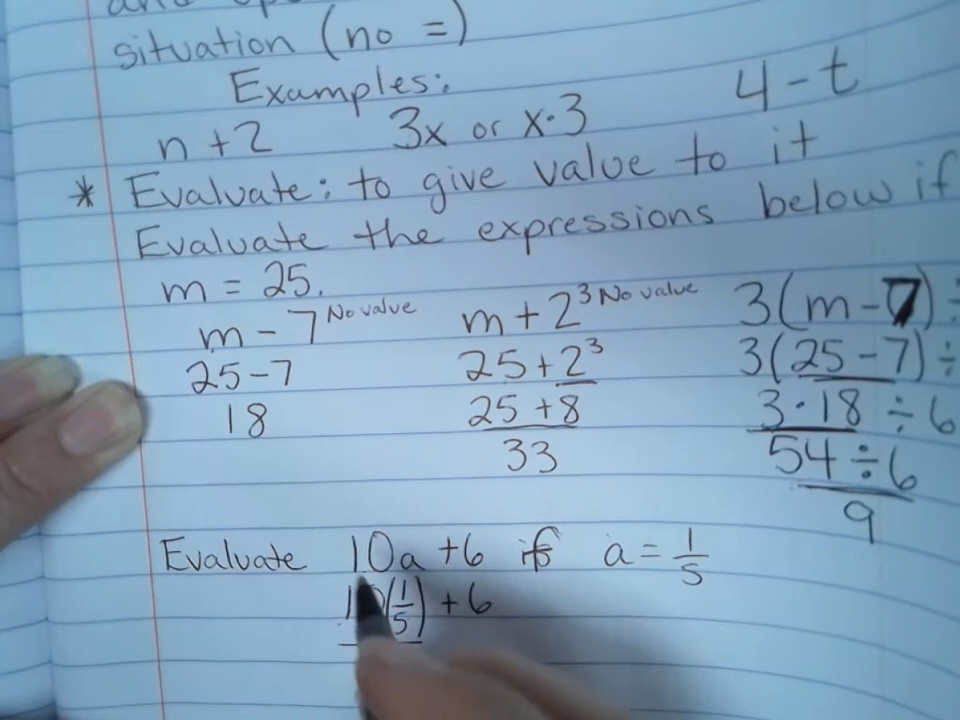 and
situation (no =)
Examples:
n + 2 3x or x·3 4 - t
* Evaluate: to give value to it
Evaluate the expressions below if
m = 25.
m - 7 No value m + 2³ No value 3(m - 7) ÷
25 - 7 25 + 2³ 3(25 - 7) ÷
18 25 + 8 3 · 18 ÷ 6
33 54 ÷ 6
9
Evaluate 10a + 6 if a = 1/5
10(1/5) + 6